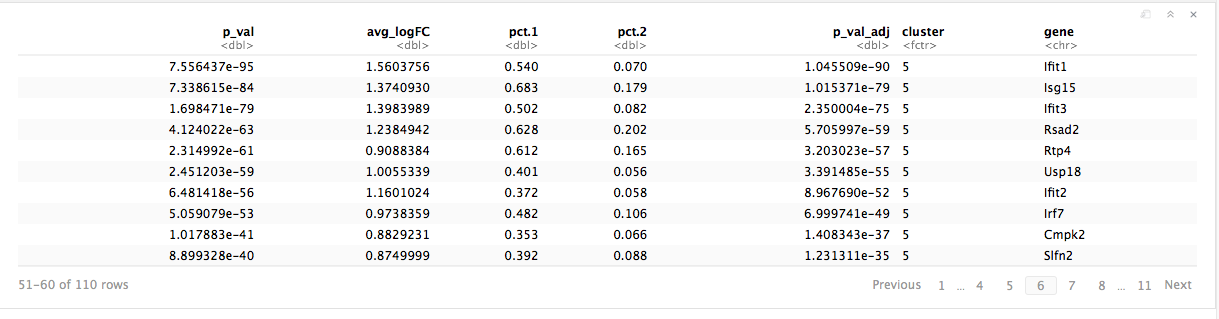 p_val avg_logFC pct.1 pct.2 p_val_adj cluster gene
<dbl> <dbl> <dbl> <dbl> <dbl> <fctr> <chr>
7.556437e-95 1.5603756 0.540 0.070 1.045509e-90 5 Ifit1
7.338615e-84 1.3740930 0.683 0.179 1.015371e-79 5 Isg15
1.698471e-79 1.3983989 0.502 0.082 2.350004e-75 5 Ifit3
4.124022e-63 1.2384942 0.628 0.202 5.705997e-59 5 Rsad2
2.314992e-61 0.9088384 0.612 0.165 3.203027e-57 5 Rtp4
2.451203e-59 1.0055339 0.401 0.056 3.391485e-55 5 Usp18
6.481418e-56 1.1601024 0.372 0.058 8.967690e-52 5 Ifit2
5.059079e-53 0.9738359 0.482 0.106 6.999741e-49 5 Irf7
1.017883e-41 0.8829231 0.353 0.066 1.408343e-37 5 Cmpk2
8.899328e-40 0.8749999 0.392 0.088 1.231311e-35 5 Slfn2
51-60 of 110 rows Previous 1 ... 4 5 6 7 8 ... 11 Next